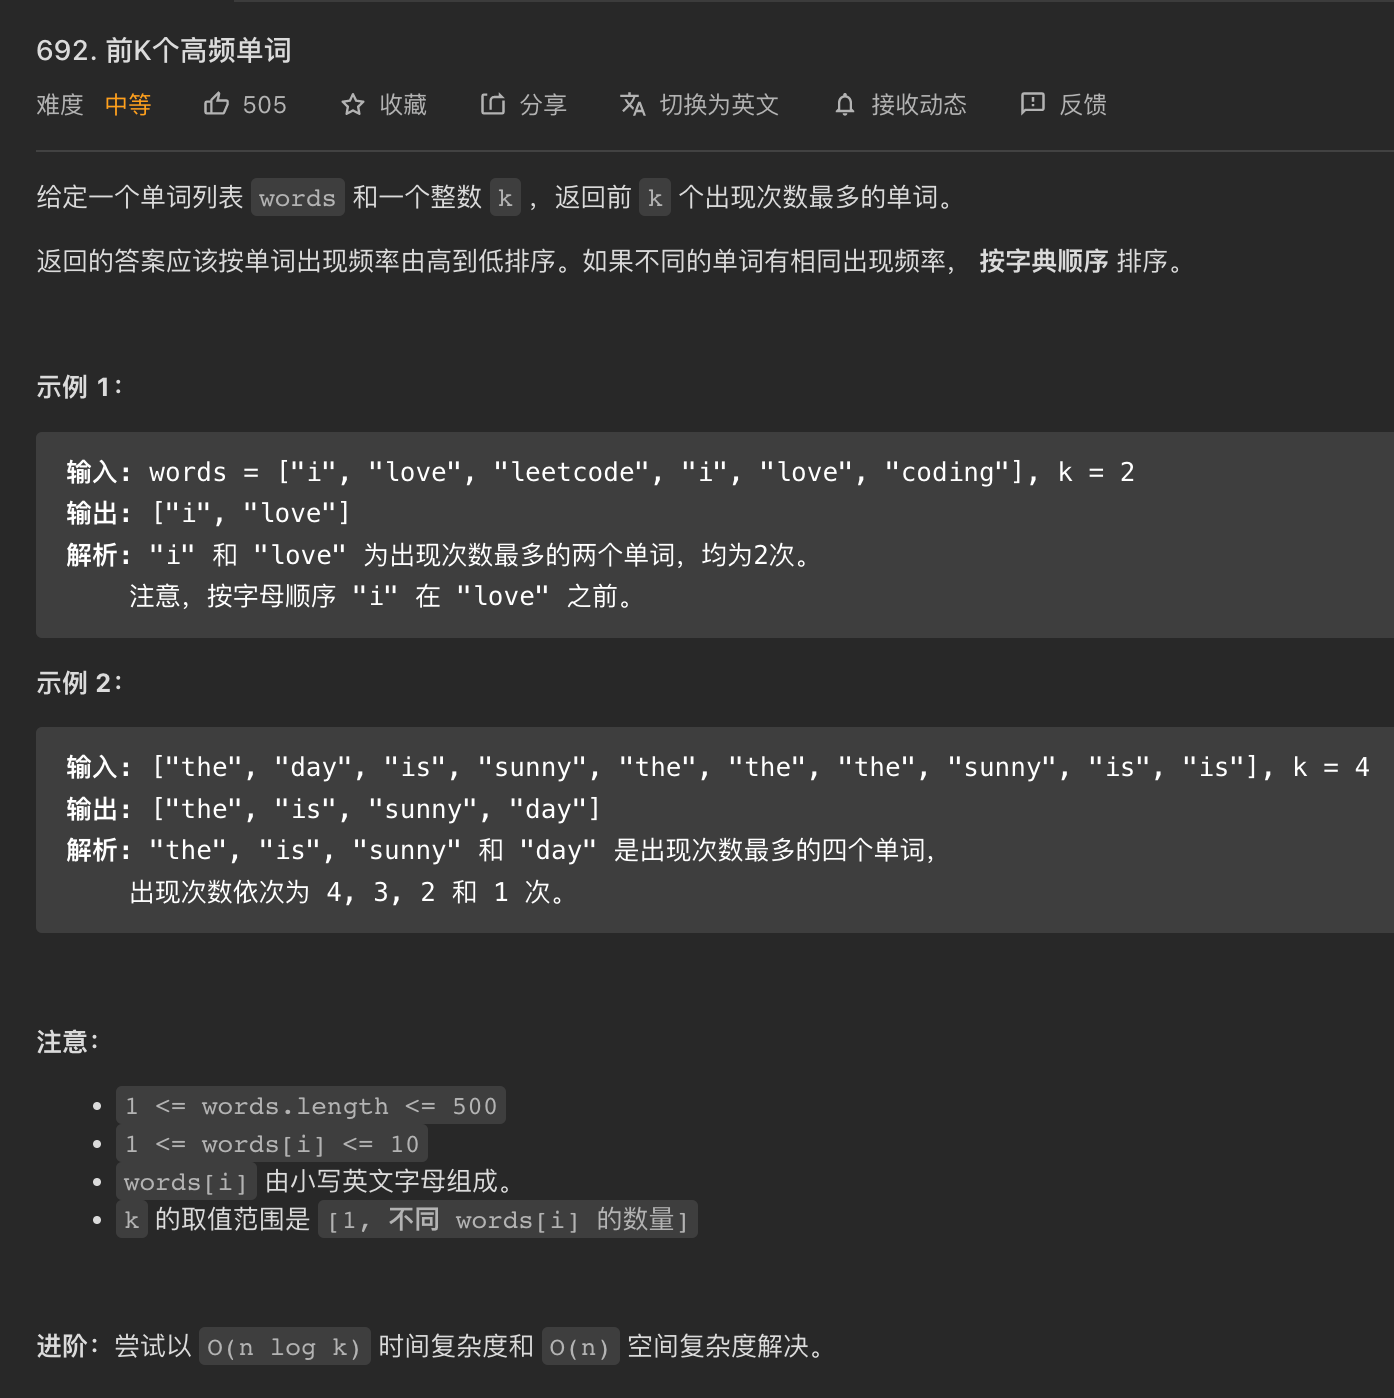 692. 前K个高频单词
难度 中等 505 收藏 分享 切换为英文 接收动态 反馈
给定一个单词列表 words 和一个整数 k ，返回前 k 个出现次数最多的单词。
返回的答案应该按单词出现频率由高到低排序。如果不同的单词有相同出现频率， 按字典顺序 排序。
示例 1：
输入: words = ["i", "love", "leetcode", "i", "love", "coding"], k = 2
输出: ["i", "love"]
解析: "i" 和 "love" 为出现次数最多的两个单词，均为2次。
注意，按字母顺序 "i" 在 "love" 之前。
示例 2：
输入: ["the", "day", "is", "sunny", "the", "the", "the", "sunny", "is", "is"], k = 4
输出: ["the", "is", "sunny", "day"]
解析: "the", "is", "sunny" 和 "day" 是出现次数最多的四个单词，
出现次数依次为 4, 3, 2 和 1 次。
注意：
1 <= words.length <= 500
1 <= words[i] <= 10
words[i] 由小写英文字母组成。
k 的取值范围是 [1, 不同 words[i] 的数量]
进阶：尝试以 O(n log k) 时间复杂度和 O(n) 空间复杂度解决。